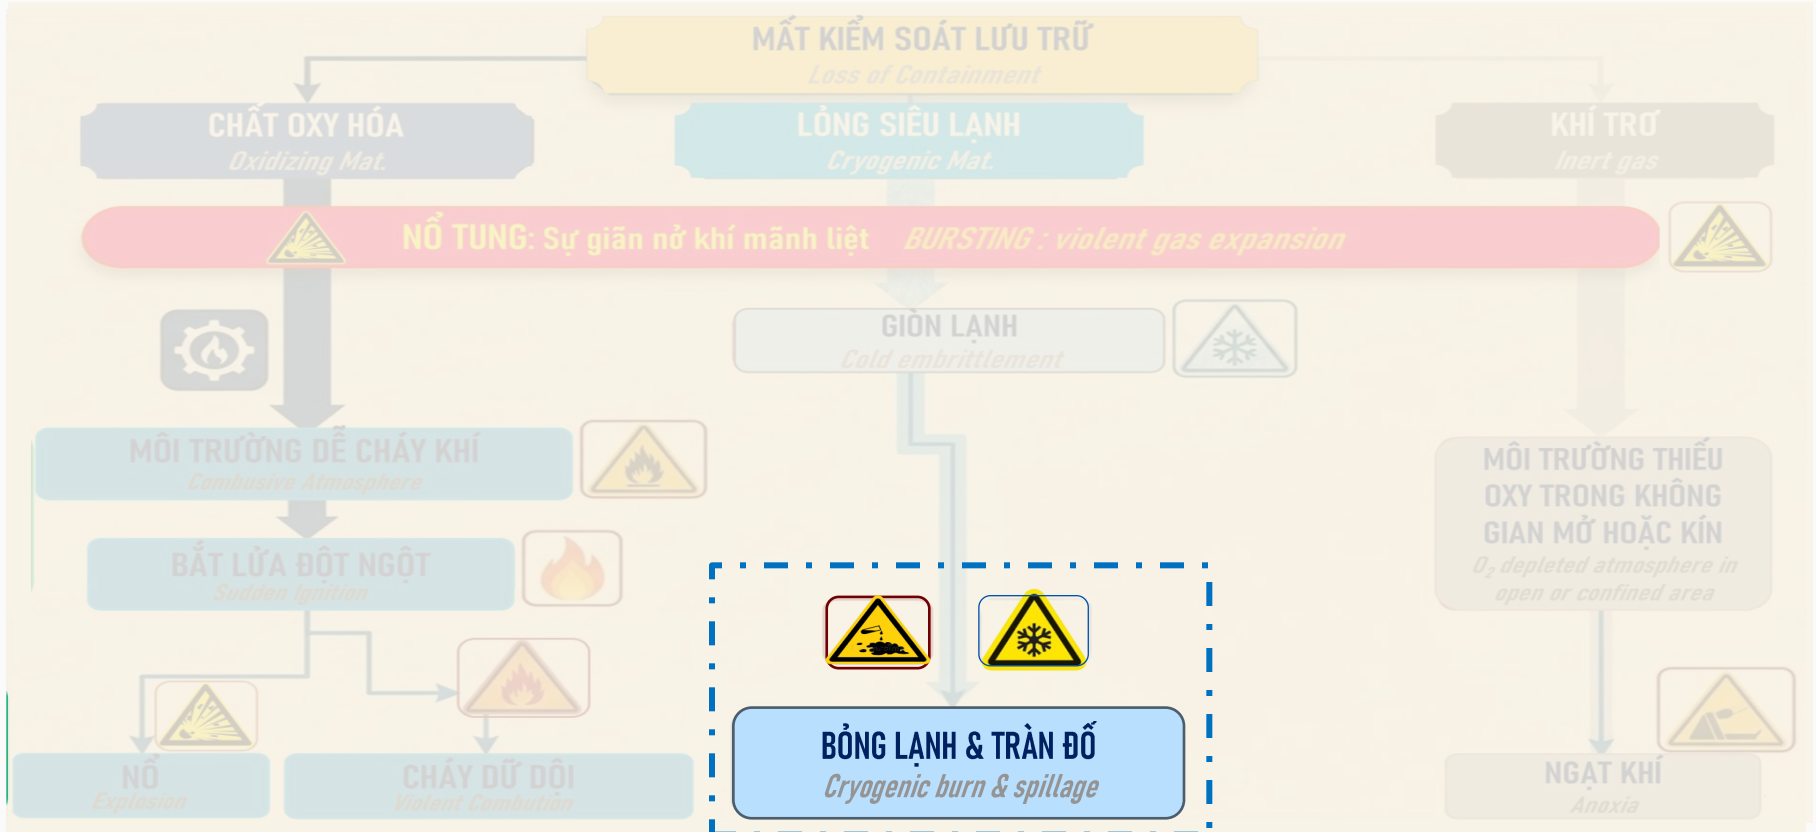 MẤT KIỂM SOÁT LƯU TRỮ
Loss of Containment
CHẤT OXY HÓA
Oxidizing Mat.
LỎNG SIÊU LẠNH
Cryogenic Mat.
KHÍ TRƠ
Inert gas
NỔ TUNG: Sự giãn nở khí mãnh liệt BURSTING : violent gas expansion
GIÒN LẠNH
Cold embrittlement
MÔI TRƯỜNG DỄ CHÁY KHÍ
Combusive Atmosphere
BẮT LỬA ĐỘT NGỘT
Sudden Ignition
MÔI TRƯỜNG THIẾU
OXY TRONG KHÔNG
GIAN MỞ HOẶC KÍN
O₂ depleted atmosphere in
open or confined area
NỔ
Explosion
CHÁY DỮ DỘI
Violent Combution
BỎNG LẠNH & TRÀN ĐỔ
Cryogenic burn & spillage
NGẠT KHÍ
Anoxia